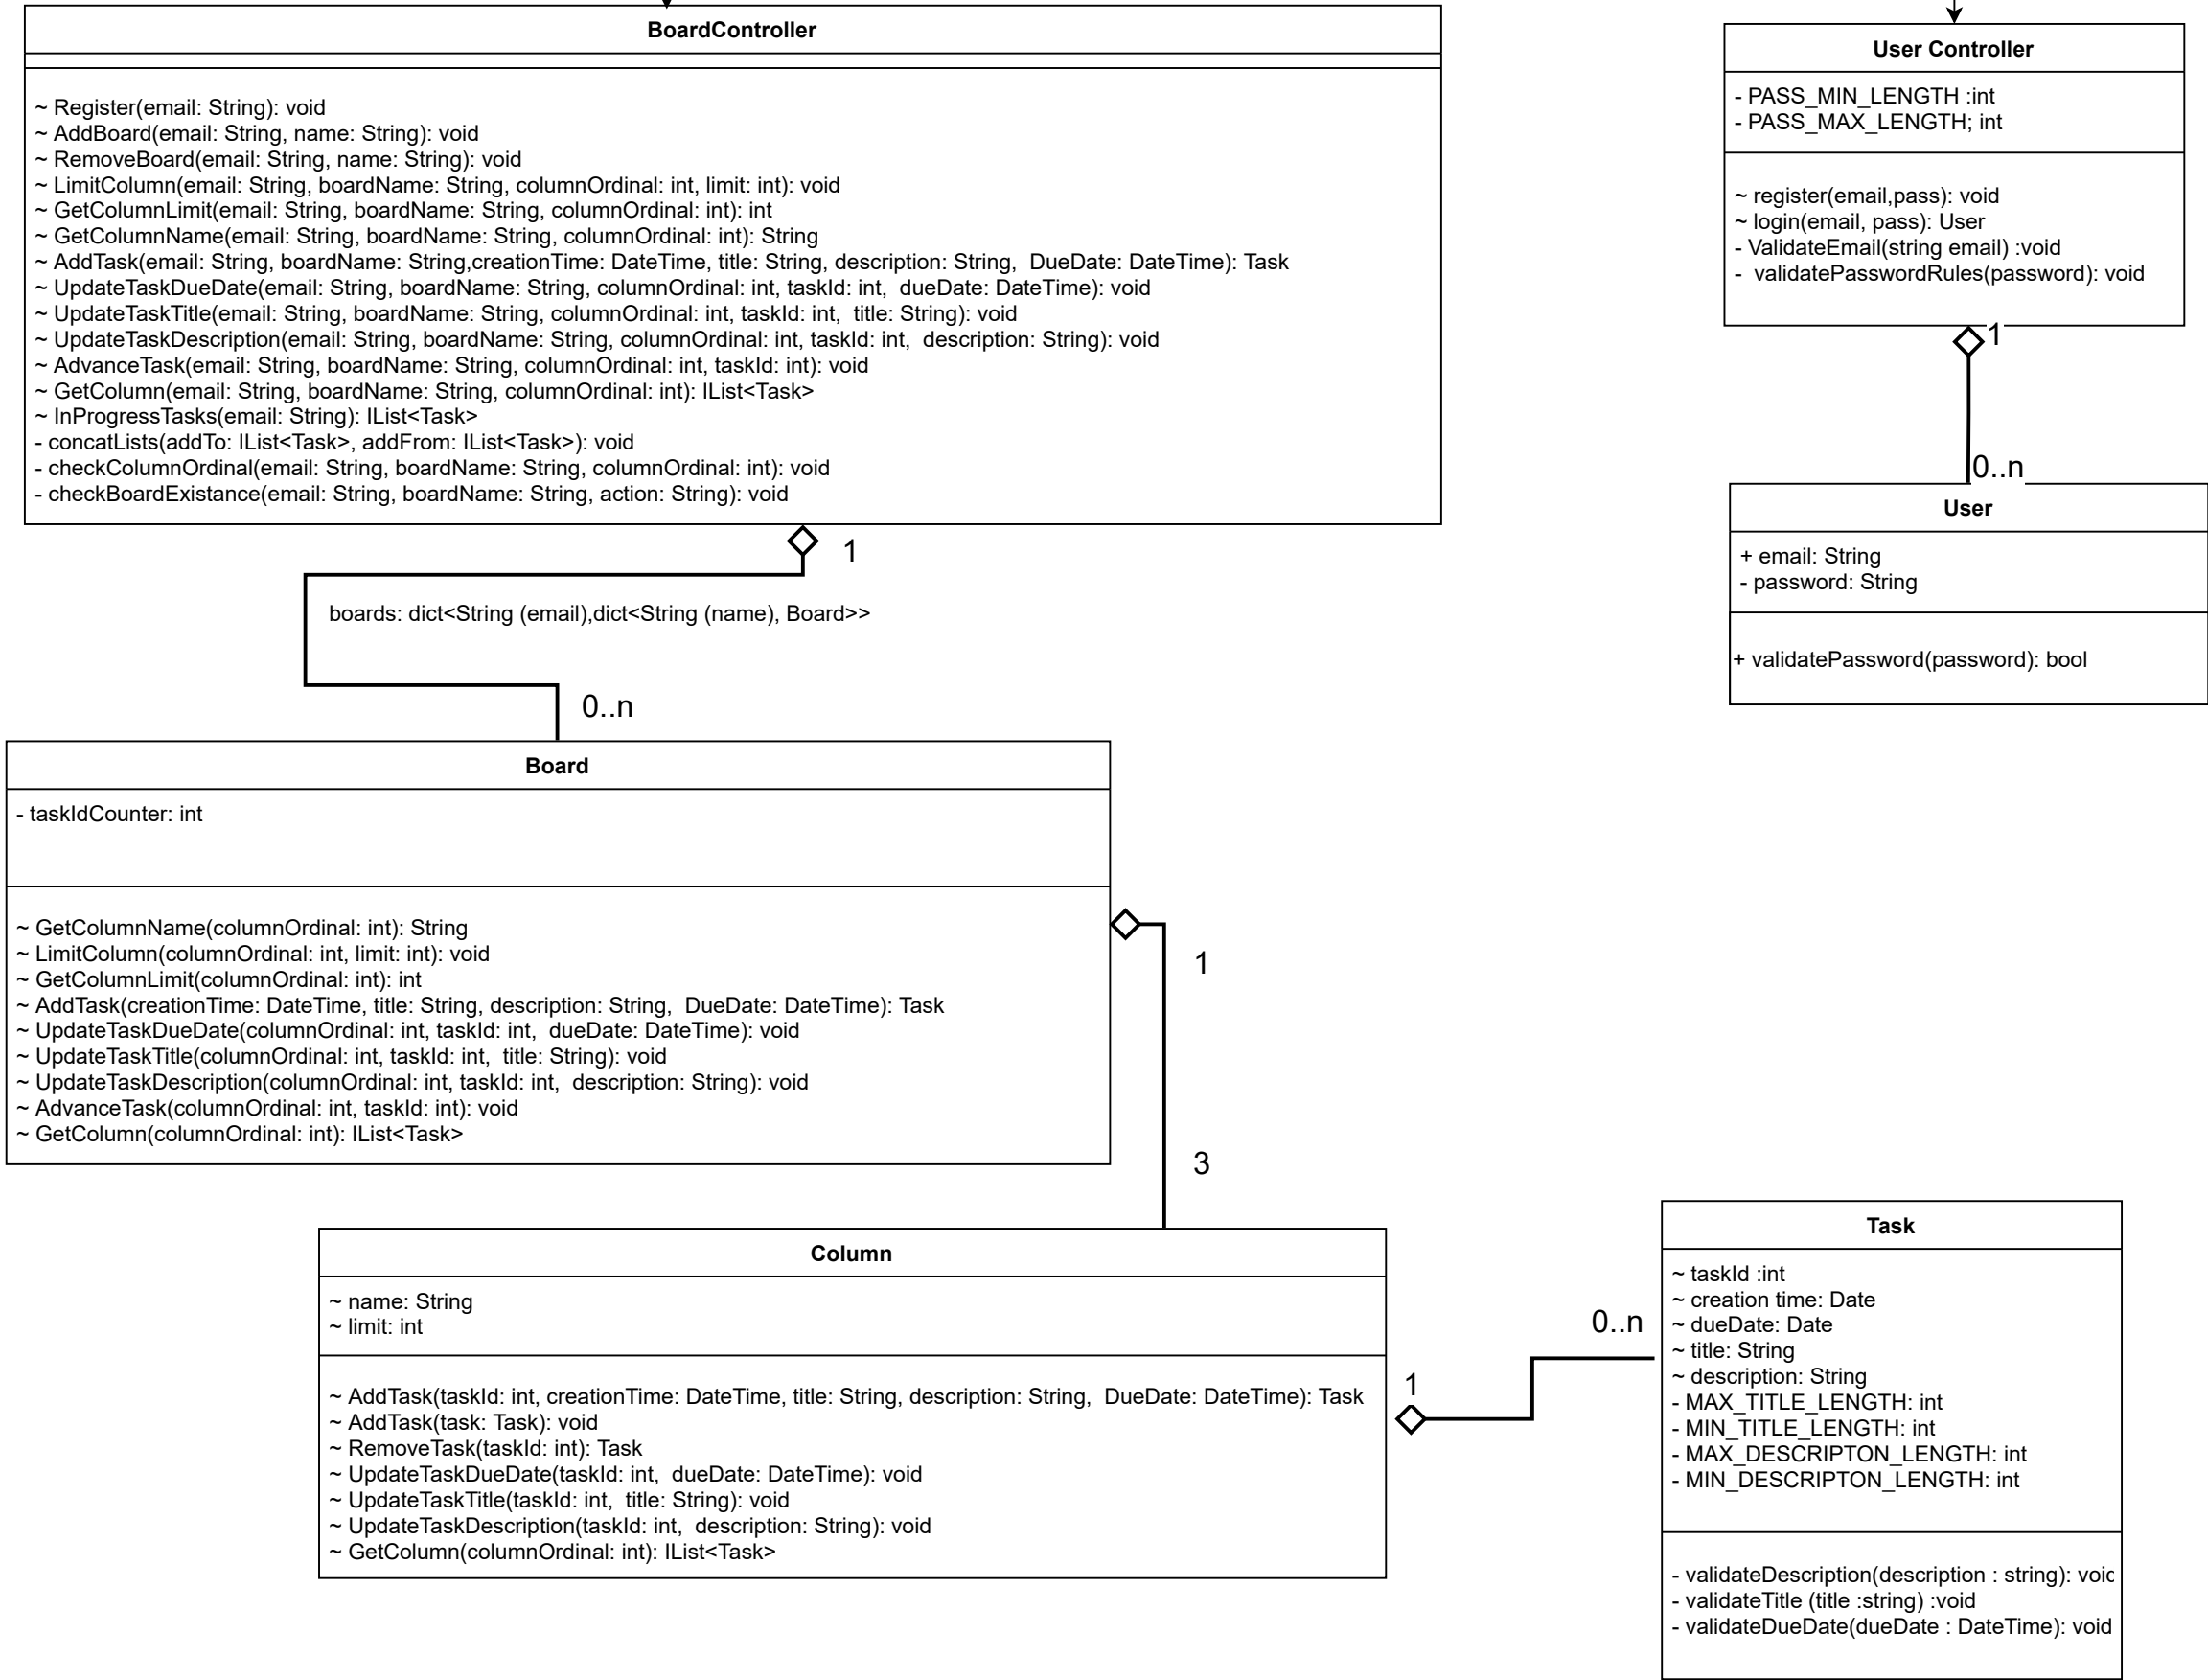 BoardController
~ Register(email: String): void
~ AddBoard(email: String, name: String): void
~ RemoveBoard(email: String, name: String): void
~ LimitColumn(email: String, boardName: String, columnOrdinal: int, limit: int): void
~ GetColumnLimit(email: String, boardName: String, columnOrdinal: int): int
~ GetColumnName(email: String, boardName: String, columnOrdinal: int): String
~ AddTask(email: String, boardName: String,creationTime: DateTime, title: String, description: String,  DueDate: DateTime): Task
~ UpdateTaskDueDate(email: String, boardName: String, columnOrdinal: int, taskId: int,  dueDate: DateTime): void
~ UpdateTaskTitle(email: String, boardName: String, columnOrdinal: int, taskId: int,  title: String): void
~ UpdateTaskDescription(email: String, boardName: String, columnOrdinal: int, taskId: int,  description: String): void
~ AdvanceTask(email: String, boardName: String, columnOrdinal: int, taskId: int): void
~ GetColumn(email: String, boardName: String, columnOrdinal: int): IList<Task>
~ InProgressTasks(email: String): IList<Task>
- concatLists(addTo: IList<Task>, addFrom: IList<Task>): void
- checkColumnOrdinal(email: String, boardName: String, columnOrdinal: int): void
- checkBoardExistance(email: String, boardName: String, action: String): void
User Controller
- PASS_MIN_LENGTH :int
- PASS_MAX_LENGTH; int
~ register(email,pass): void
~ login(email, pass): User
- ValidateEmail(string email) :void
-  validatePasswordRules(password): void
1
0..n
User
+ email: String
- password: String
+ validatePassword(password): bool
1
boards: dict<String (email),dict<String (name), Board>>
0..n
Board
- taskIdCounter: int
~ GetColumnName(columnOrdinal: int): String
~ LimitColumn(columnOrdinal: int, limit: int): void
~ GetColumnLimit(columnOrdinal: int): int
~ AddTask(creationTime: DateTime, title: String, description: String,  DueDate: DateTime): Task
~ UpdateTaskDueDate(columnOrdinal: int, taskId: int,  dueDate: DateTime): void
~ UpdateTaskTitle(columnOrdinal: int, taskId: int,  title: String): void
~ UpdateTaskDescription(columnOrdinal: int, taskId: int,  description: String): void
~ AdvanceTask(columnOrdinal: int, taskId: int): void
~ GetColumn(columnOrdinal: int): IList<Task>
1
3
Column
~ name: String
~ limit: int
~ AddTask(taskId: int, creationTime: DateTime, title: String, description: String,  DueDate: DateTime): Task
~ AddTask(task: Task): void
~ RemoveTask(taskId: int): Task
~ UpdateTaskDueDate(taskId: int,  dueDate: DateTime): void
~ UpdateTaskTitle(taskId: int,  title: String): void
~ UpdateTaskDescription(taskId: int,  description: String): void
~ GetColumn(columnOrdinal: int): IList<Task>
1
0..n
Task
~ taskId :int
~ creation time: Date
~ dueDate: Date
~ title: String
~ description: String
- MAX_TITLE_LENGTH: int
- MIN_TITLE_LENGTH: int
- MAX_DESCRIPTON_LENGTH: int
- MIN_DESCRIPTON_LENGTH: int
- validateDescription(description : string): void
- validateTitle (title :string) :void
- validateDueDate(dueDate : DateTime): void